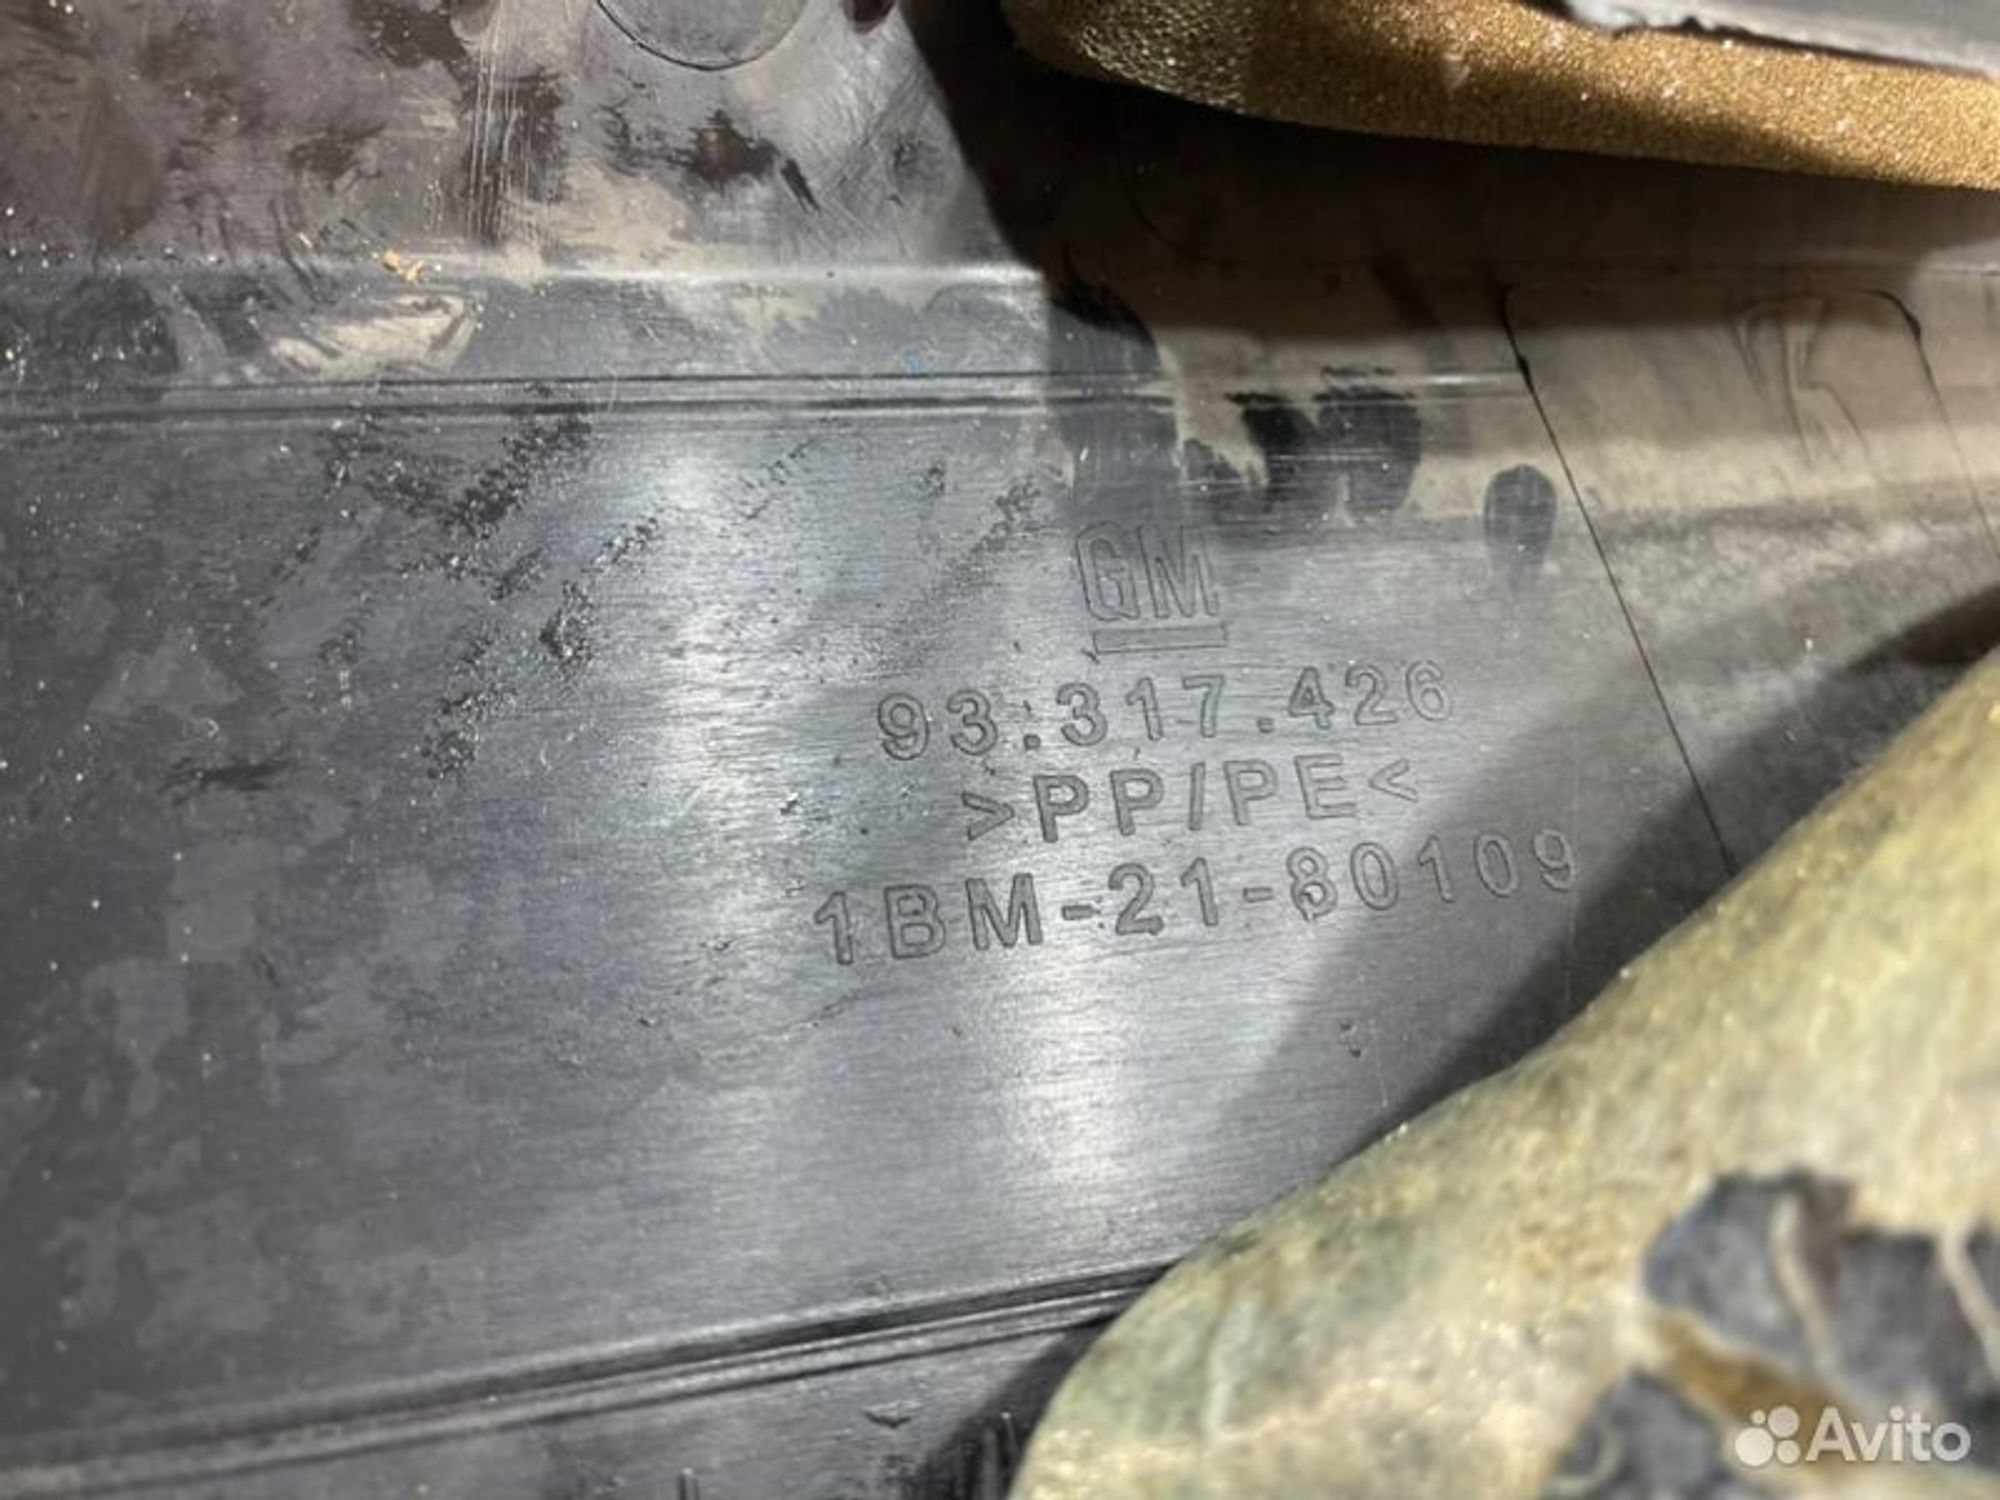 GM
93.317.426
>PP/PE<
1BM-21-80109
Avito